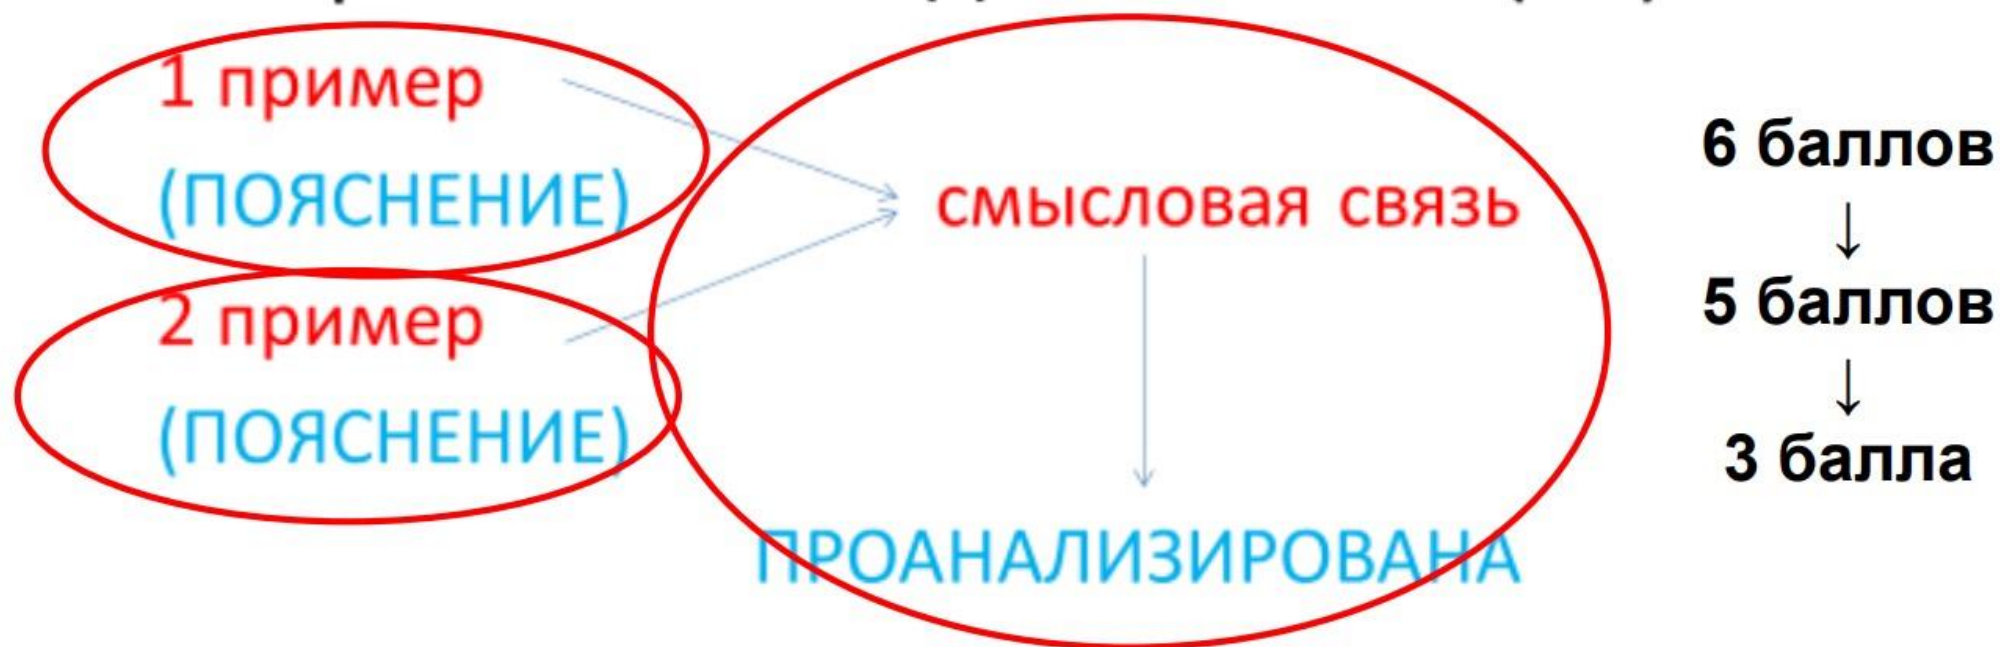 1 пример
(ПОЯСНЕНИЕ)
2 пример
(ПОЯСНЕНИЕ)
смысловая связь
ПРОАНАЛИЗИРОВАНА
6 баллов
↓
5 баллов
↓
3 балла